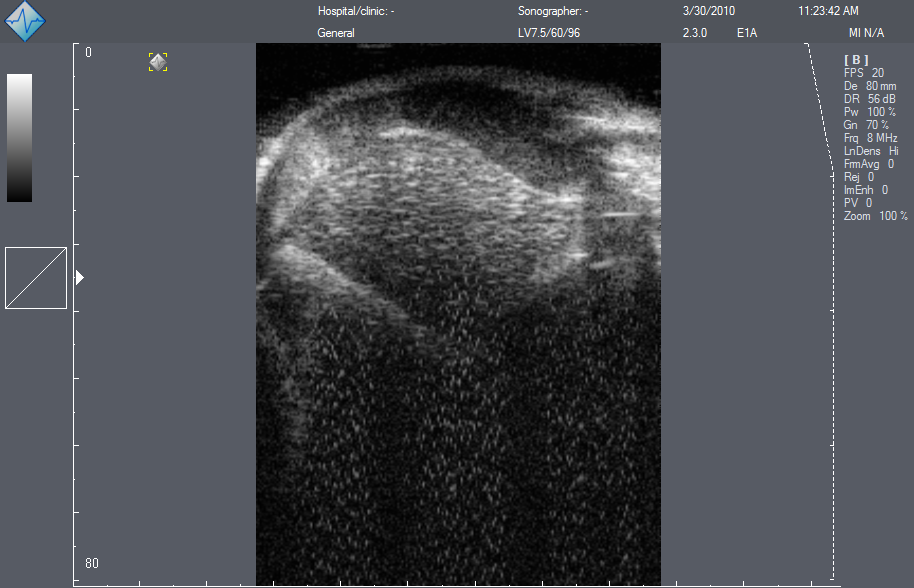 Hospital/clinic: - Sonographer: - 3/30/2010 11:23:42 AM
General LV7.5/60/96 2.3.0 E1A MI N/A
0
[ B ]
FPS 20
De 80 mm
DR 56 dB
Pw 100 %
Gn 70 %
Frq 8 MHz
LnDens Hi
FrmAvg 0
Rej 0
ImEnh 0
PV 0
Zoom 100 %
80